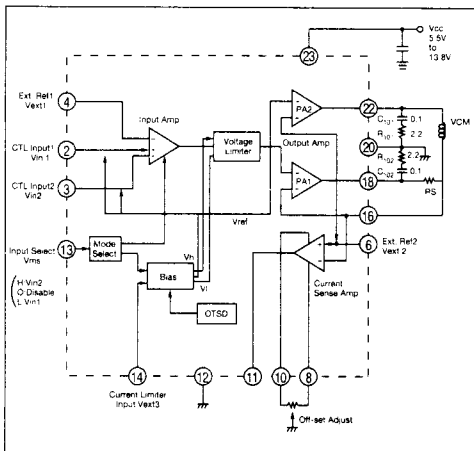 Vcc
5.5V
to
13.8V
23
Ext. Ref1
Vext1
4
Input Amp
PA2
22
C101 0.1
R101 2.2
VCM
CTL Input1
Vin.1
2
Voltage
Limiter
Output Amp
20
R102 2.2
C102 0.1
CTL Input2
Vin2
3
PA1
18
RS
16
Vref
Input Select
Vms
13
Mode
Select
6
Ext. Ref2
Vext.2
H:Vin2
O:Disable
L:Vin1
Vh
Vl
Bias
Current
Sense Amp
OTSD
14
12
11
10
8
Current Limiter
Input Vext3
Off-set Adjust